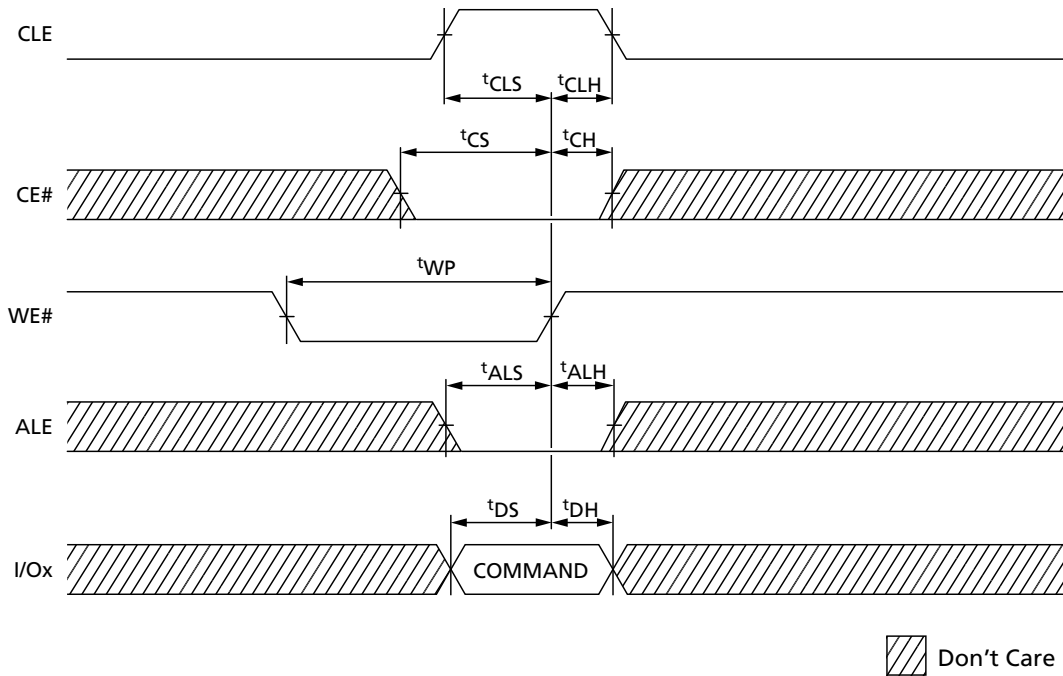 CLE
tCLS tCLH
tCS tCH
CE#
tWP
WE#
tALS tALH
ALE
tDS tDH
I/Ox COMMAND
Don't Care